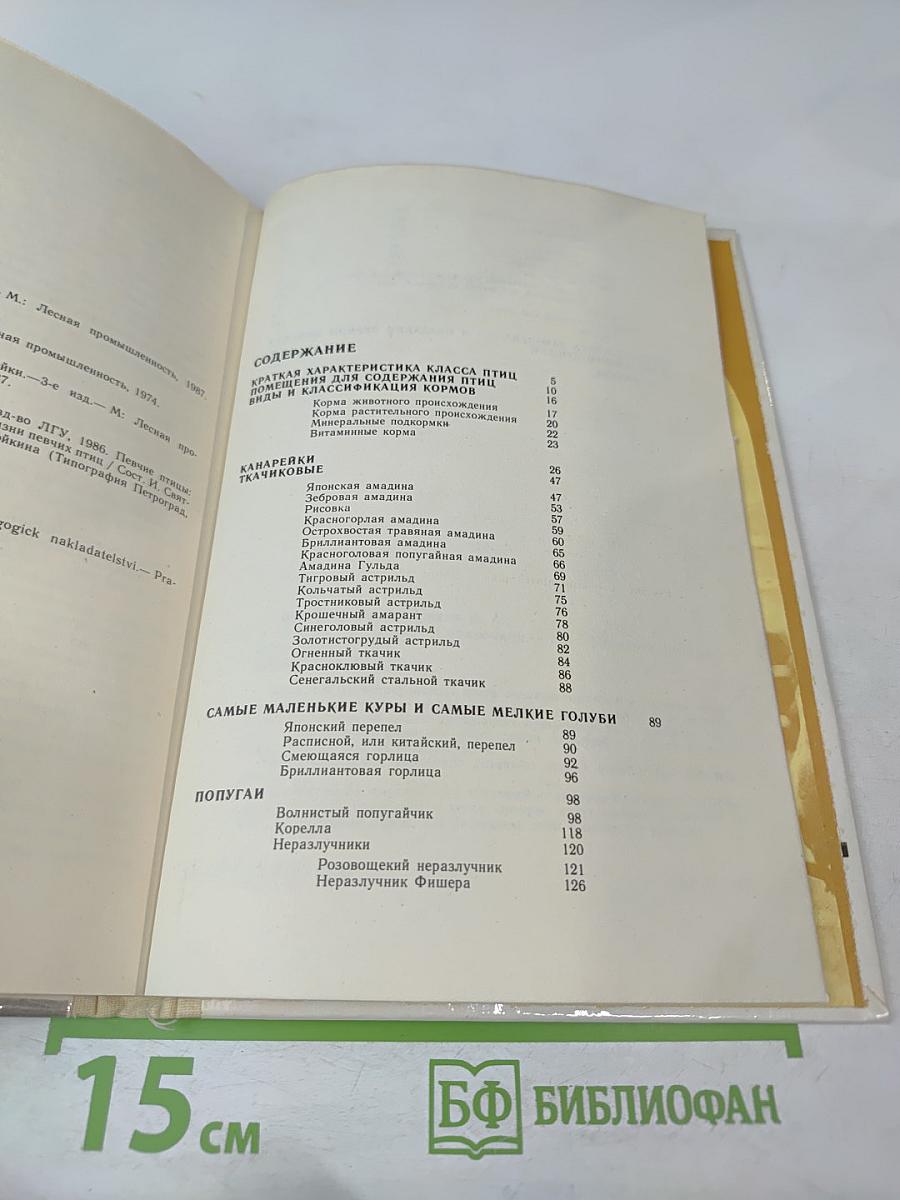 М.: Лесная промышленность, 1987.
ная промышленность, 1974.
йки.—3-е изд.— М: Лесная про-
7.
зд-во ЛГУ, 1986. Певчие птицы:
зни певчих птиц / Сост. И. Свят-
ойкина (Типография Петроград,
gogick nakladatelstvi.— Pra-
СОДЕРЖАНИЕ
КРАТКАЯ ХАРАКТЕРИСТИКА КЛАССА ПТИЦ 5
ПОМЕЩЕНИЯ ДЛЯ СОДЕРЖАНИЯ ПТИЦ 10
ВИДЫ И КЛАССИФИКАЦИЯ КОРМОВ 16
Корма животного происхождения 17
Корма растительного происхождения 20
Минеральные подкормки 22
Витаминные корма 23
КАНАРЕЙКИ 26
ТКАЧИКОВЫЕ 47
Японская амадина 47
Зебровая амадина 53
Рисовка 57
Красногорлая амадина 59
Острохвостая травяная амадина 60
Бриллиантовая амадина 65
Красноголовая попугайная амадина 66
Амадина Гульда 69
Тигровый астрильд 71
Кольчатый астрильд 75
Тростниковый астрильд 76
Крошечный амарант 78
Синеголовый астрильд 80
Золотистогрудый астрильд 82
Огненный ткачик 84
Красноклювый ткачик 86
Сенегальский стальной ткачик 88
САМЫЕ МАЛЕНЬКИЕ КУРЫ И САМЫЕ МЕЛКИЕ ГОЛУБИ 89
Японский перепел 89
Расписной, или китайский, перепел 90
Смеющаяся горлица 92
Бриллиантовая горлица 96
ПОПУГАИ 98
Волнистый попугайчик 98
Корелла 118
Неразлучники 120
Розовощекий неразлучник 121
Неразлучник Фишера 126
15 см
БФ БИБЛИОФАН